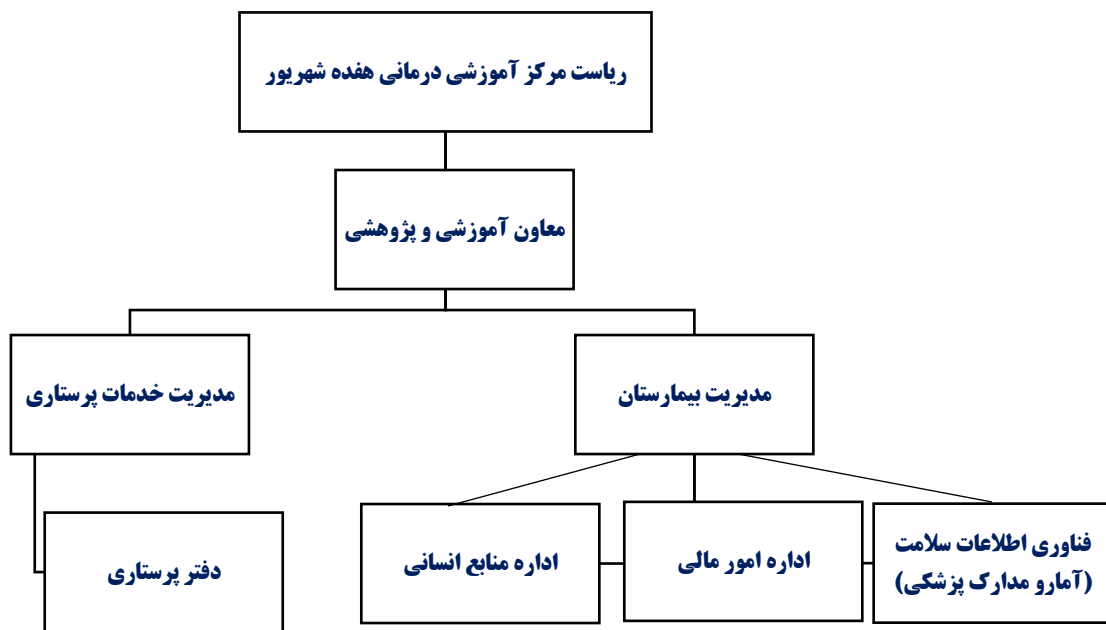 ریاست مرکز آموزشی درمانی هفده شهریور
معاون آموزشی و پژوهشی
مدیریت بیمارستان
مدیریت خدمات پرستاری
فناوری اطلاعات سلامت
(آمارو مدارک پزشکی)
اداره امور مالی
اداره منابع انسانی
دفتر پرستاری